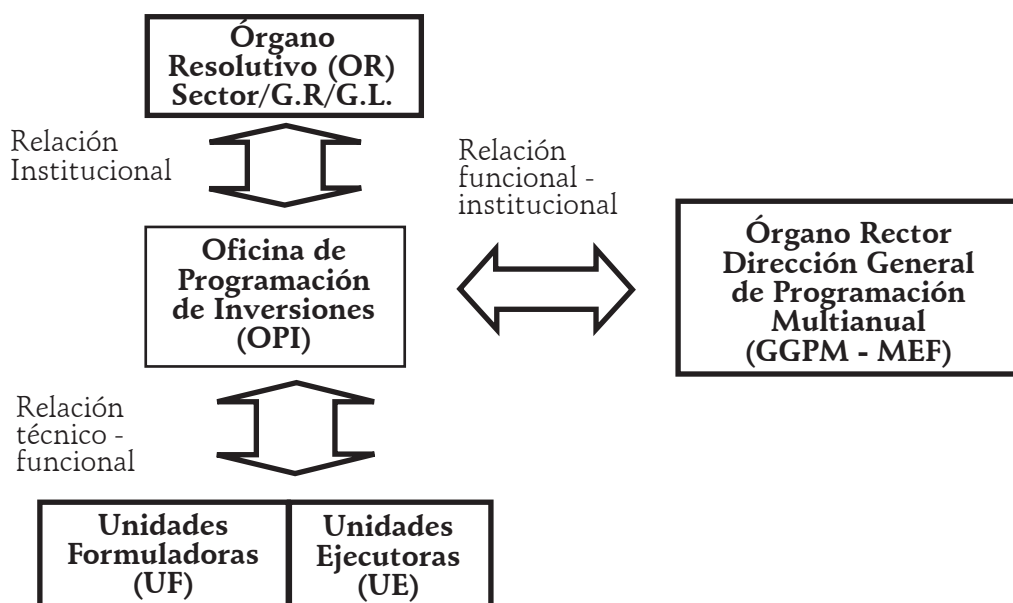 Órgano
Resolutivo (OR)
Sector/G.R/G.L.
Relación
Institucional
Relación
funcional -
institucional
Oficina de
Programación
de Inversiones
(OPI)
Órgano Rector
Dirección General
de Programación
Multianual
(GGPM - MEF)
Relación
técnico -
funcional
Unidades
Formuladoras
(UF)
Unidades
Ejecutoras
(UE)